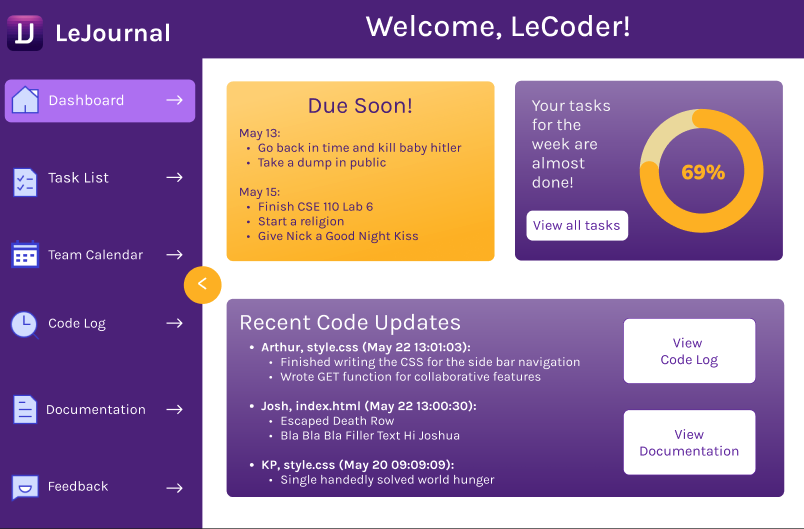 LeJournal
Welcome, LeCoder!
Dashboard →
Task List →
Team Calendar →
Code Log →
Documentation →
Feedback →
<
Due Soon!
May 13:
• Go back in time and kill baby hitler
• Take a dump in public
May 15:
• Finish CSE 110 Lab 6
• Start a religion
• Give Nick a Good Night Kiss
Your tasks
for the
week are
almost
done!
View all tasks
69%
Recent Code Updates
• Arthur, style.css (May 22 13:01:03):
• Finished writing the CSS for the side bar navigation
• Wrote GET function for collaborative features
• Josh, index.html (May 22 13:00:30):
• Escaped Death Row
• Bla Bla Bla Filler Text Hi Joshua
• KP, style.css (May 20 09:09:09):
• Single handedly solved world hunger
View
Code Log
View
Documentation